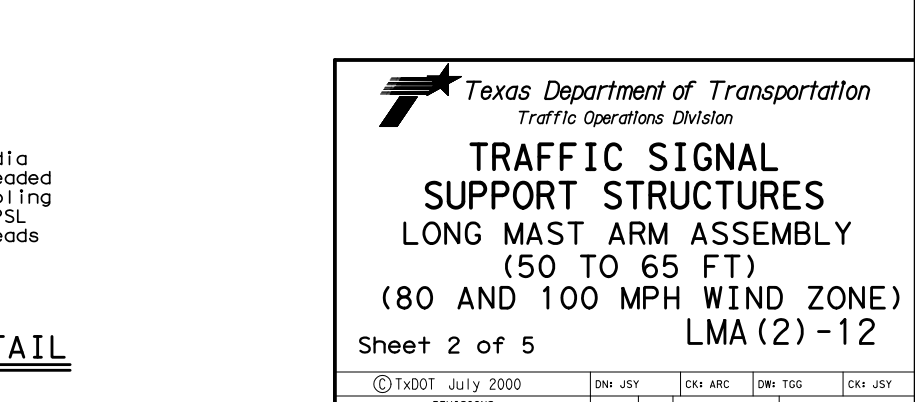 Texas Department of Transportation
Traffic Operations Division
TRAFFIC SIGNAL
SUPPORT STRUCTURES
LONG MAST ARM ASSEMBLY
(50 TO 65 FT)
(80 AND 100 MPH WIND ZONE)
LMA(2)-12
Sheet 2 of 5
© TxDOT July 2000 DN: JSY CK: ARC DW: TGG CK: JSY
dia
eaded
pling
PSL
eads
TAIL